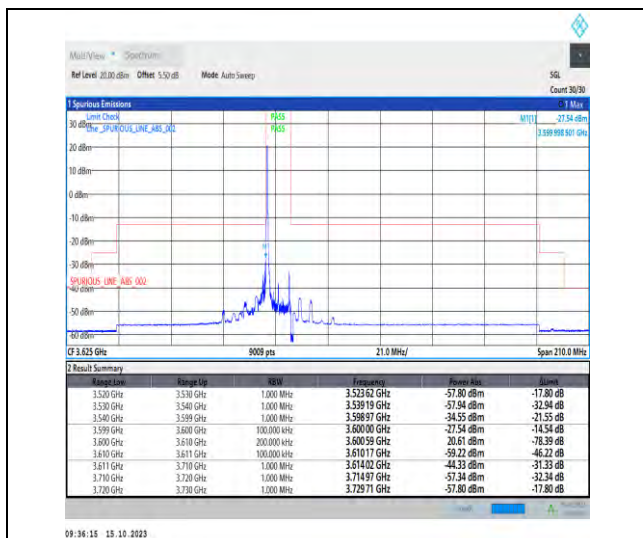 MultiView Spectrum
Ref Level 20.00 dBm Offset 5.50 dB Mode Auto Sweep SGL
Count 30/30
1 Spurious Emissions 1 Max
Limit Check PASS M1[1] -27.54 dBm
Line _SPURIOUS_LINE_ABS_002 PASS 3.599 998 501 GHz
30 dBm
20 dBm
10 dBm
0 dBm
-10 dBm
-20 dBm
-30 dBm
_SPURIOUS_LINE_ABS_002
-40 dBm
-50 dBm
-60 dBm
CF 3.625 GHz 9009 pts 21.0 MHz/ Span 210.0 MHz
2 Result Summary
Range Low Range Up RBW Frequency Power Abs ΔLimit
3.520 GHz 3.530 GHz 1.000 MHz 3.52362 GHz -57.80 dBm -17.80 dB
3.530 GHz 3.540 GHz 1.000 MHz 3.53919 GHz -57.94 dBm -32.94 dB
3.540 GHz 3.599 GHz 1.000 MHz 3.59897 GHz -34.55 dBm -21.55 dB
3.599 GHz 3.600 GHz 100.000 kHz 3.60000 GHz -27.54 dBm -14.54 dB
3.600 GHz 3.610 GHz 200.000 kHz 3.60059 GHz 20.61 dBm -78.39 dB
3.610 GHz 3.611 GHz 100.000 kHz 3.61017 GHz -59.22 dBm -46.22 dB
3.611 GHz 3.710 GHz 1.000 MHz 3.61402 GHz -44.33 dBm -31.33 dB
3.710 GHz 3.720 GHz 1.000 MHz 3.71497 GHz -57.34 dBm -32.34 dB
3.720 GHz 3.730 GHz 1.000 MHz 3.72971 GHz -57.80 dBm -17.80 dB
09:36:15 15.10.2023